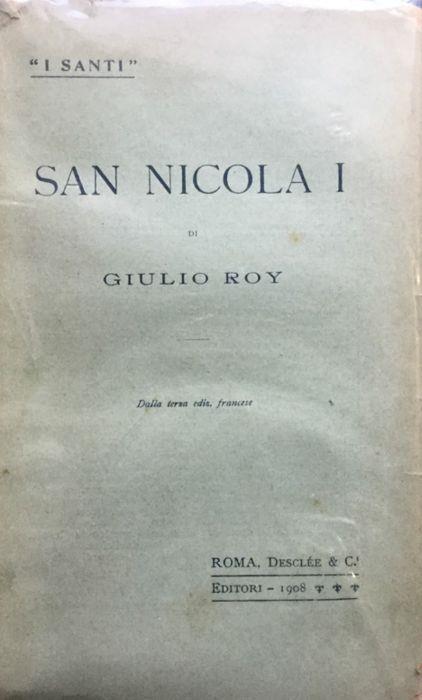 "I SANTI"
SAN NICOLA I
DI
GIULIO ROY
Dalla terza ediz. francese
ROMA, DESCLÉE & C.ⁱ
EDITORI - 1908